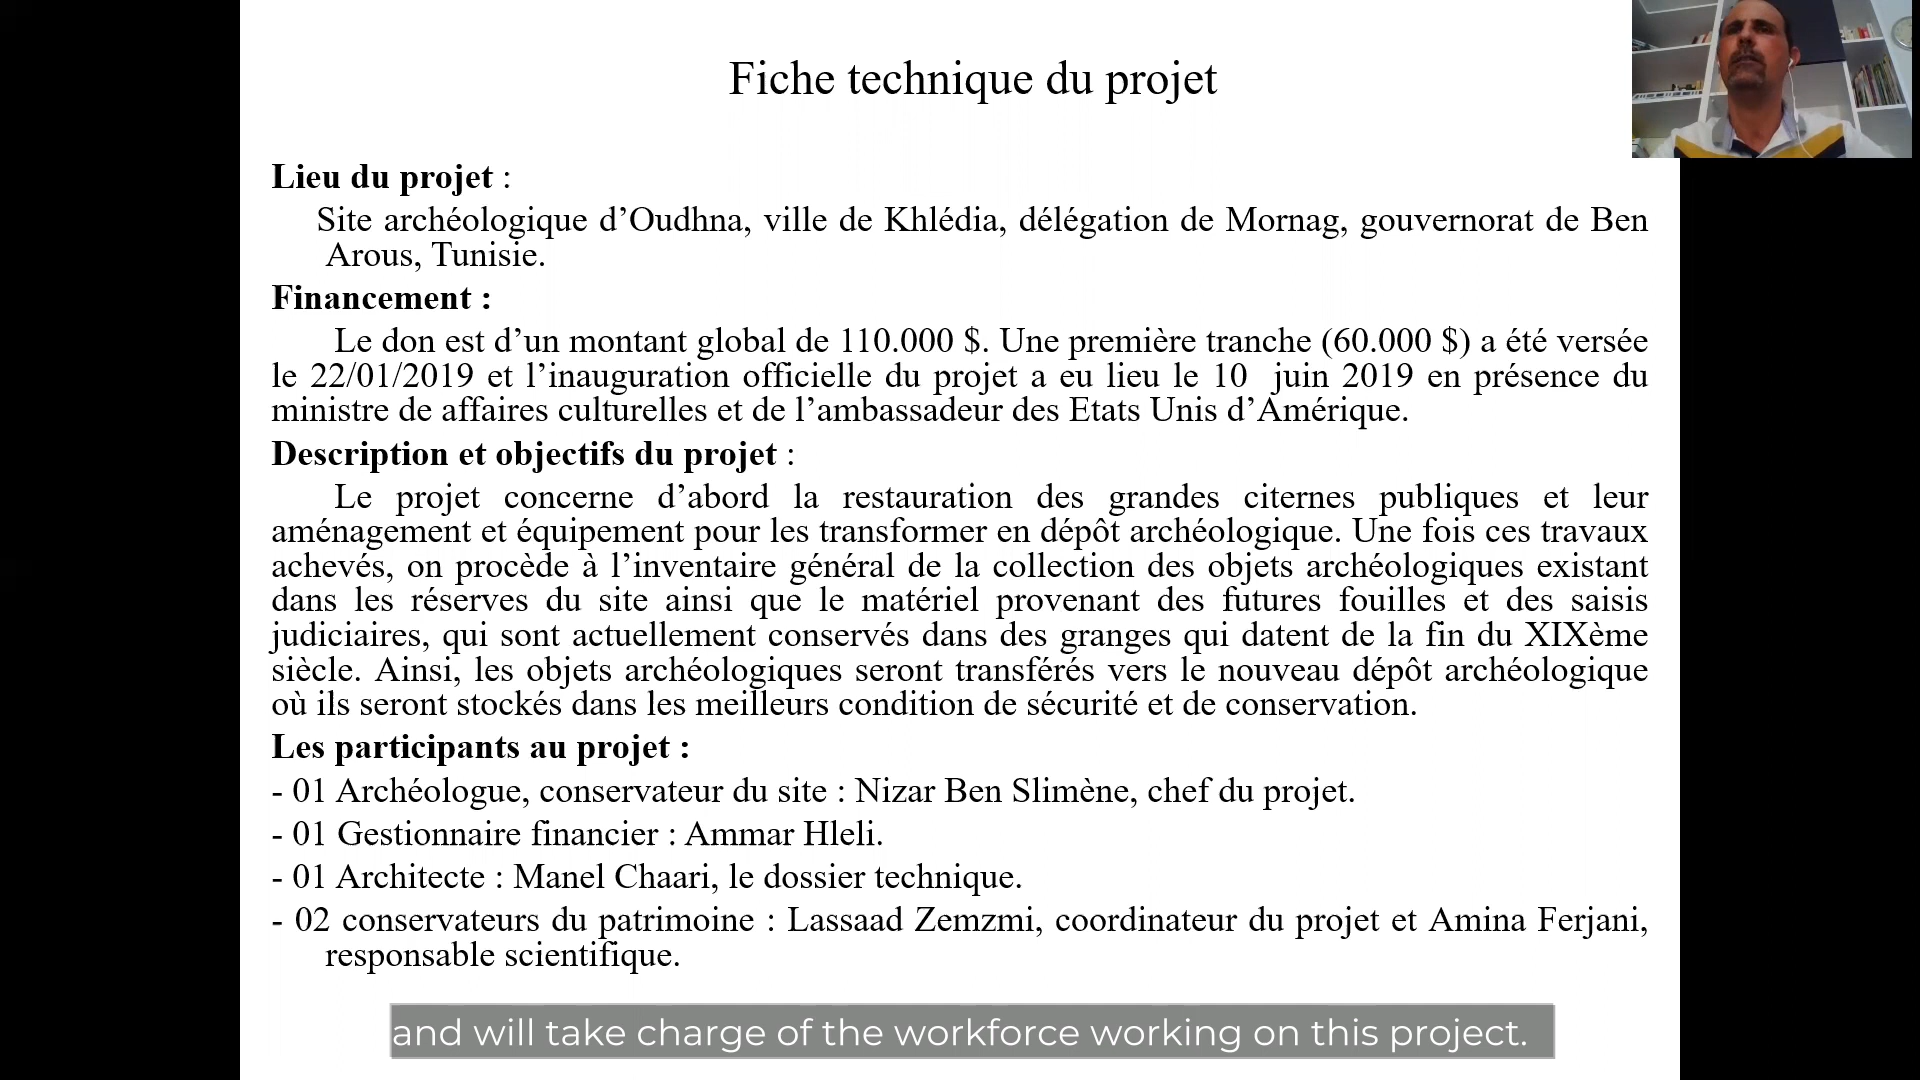 Fiche technique du projet
Lieu du projet :
Site archéologique d’Oudhna, ville de Khlédia, délégation de Mornag, gouvernorat de Ben
Arous, Tunisie.
Financement :
Le don est d’un montant global de 110.000 $. Une première tranche (60.000 $) a été versée
le 22/01/2019 et l’inauguration officielle du projet a eu lieu le 10 juin 2019 en présence du
ministre de affaires culturelles et de l’ambassadeur des Etats Unis d’Amérique.
Description et objectifs du projet :
Le projet concerne d’abord la restauration des grandes citernes publiques et leur
aménagement et équipement pour les transformer en dépôt archéologique. Une fois ces travaux
achevés, on procède à l’inventaire général de la collection des objets archéologiques existant
dans les réserves du site ainsi que le matériel provenant des futures fouilles et des saisis
judiciaires, qui sont actuellement conservés dans des granges qui datent de la fin du XIXème
siècle. Ainsi, les objets archéologiques seront transférés vers le nouveau dépôt archéologique
où ils seront stockés dans les meilleurs condition de sécurité et de conservation.
Les participants au projet :
- 01 Archéologue, conservateur du site : Nizar Ben Slimène, chef du projet.
- 01 Gestionnaire financier : Ammar Hleli.
- 01 Architecte : Manel Chaari, le dossier technique.
- 02 conservateurs du patrimoine : Lassaad Zemzmi, coordinateur du projet et Amina Ferjani,
responsable scientifique.
and will take charge of the workforce working on this project.